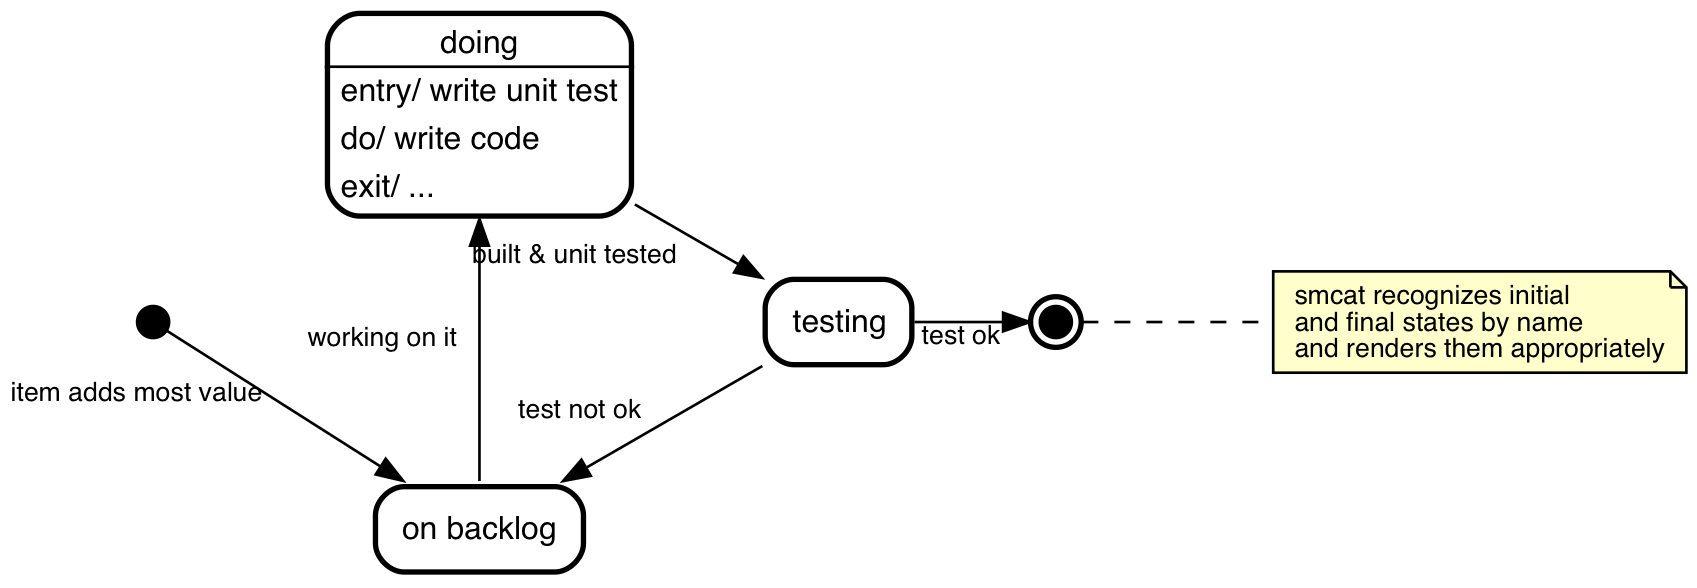 doing
entry/ write unit test
do/ write code
exit/ ...
built & unit tested
working on it
item adds most value
testing
test ok
test not ok
on backlog
smcat recognizes initial
and final states by name
and renders them appropriately